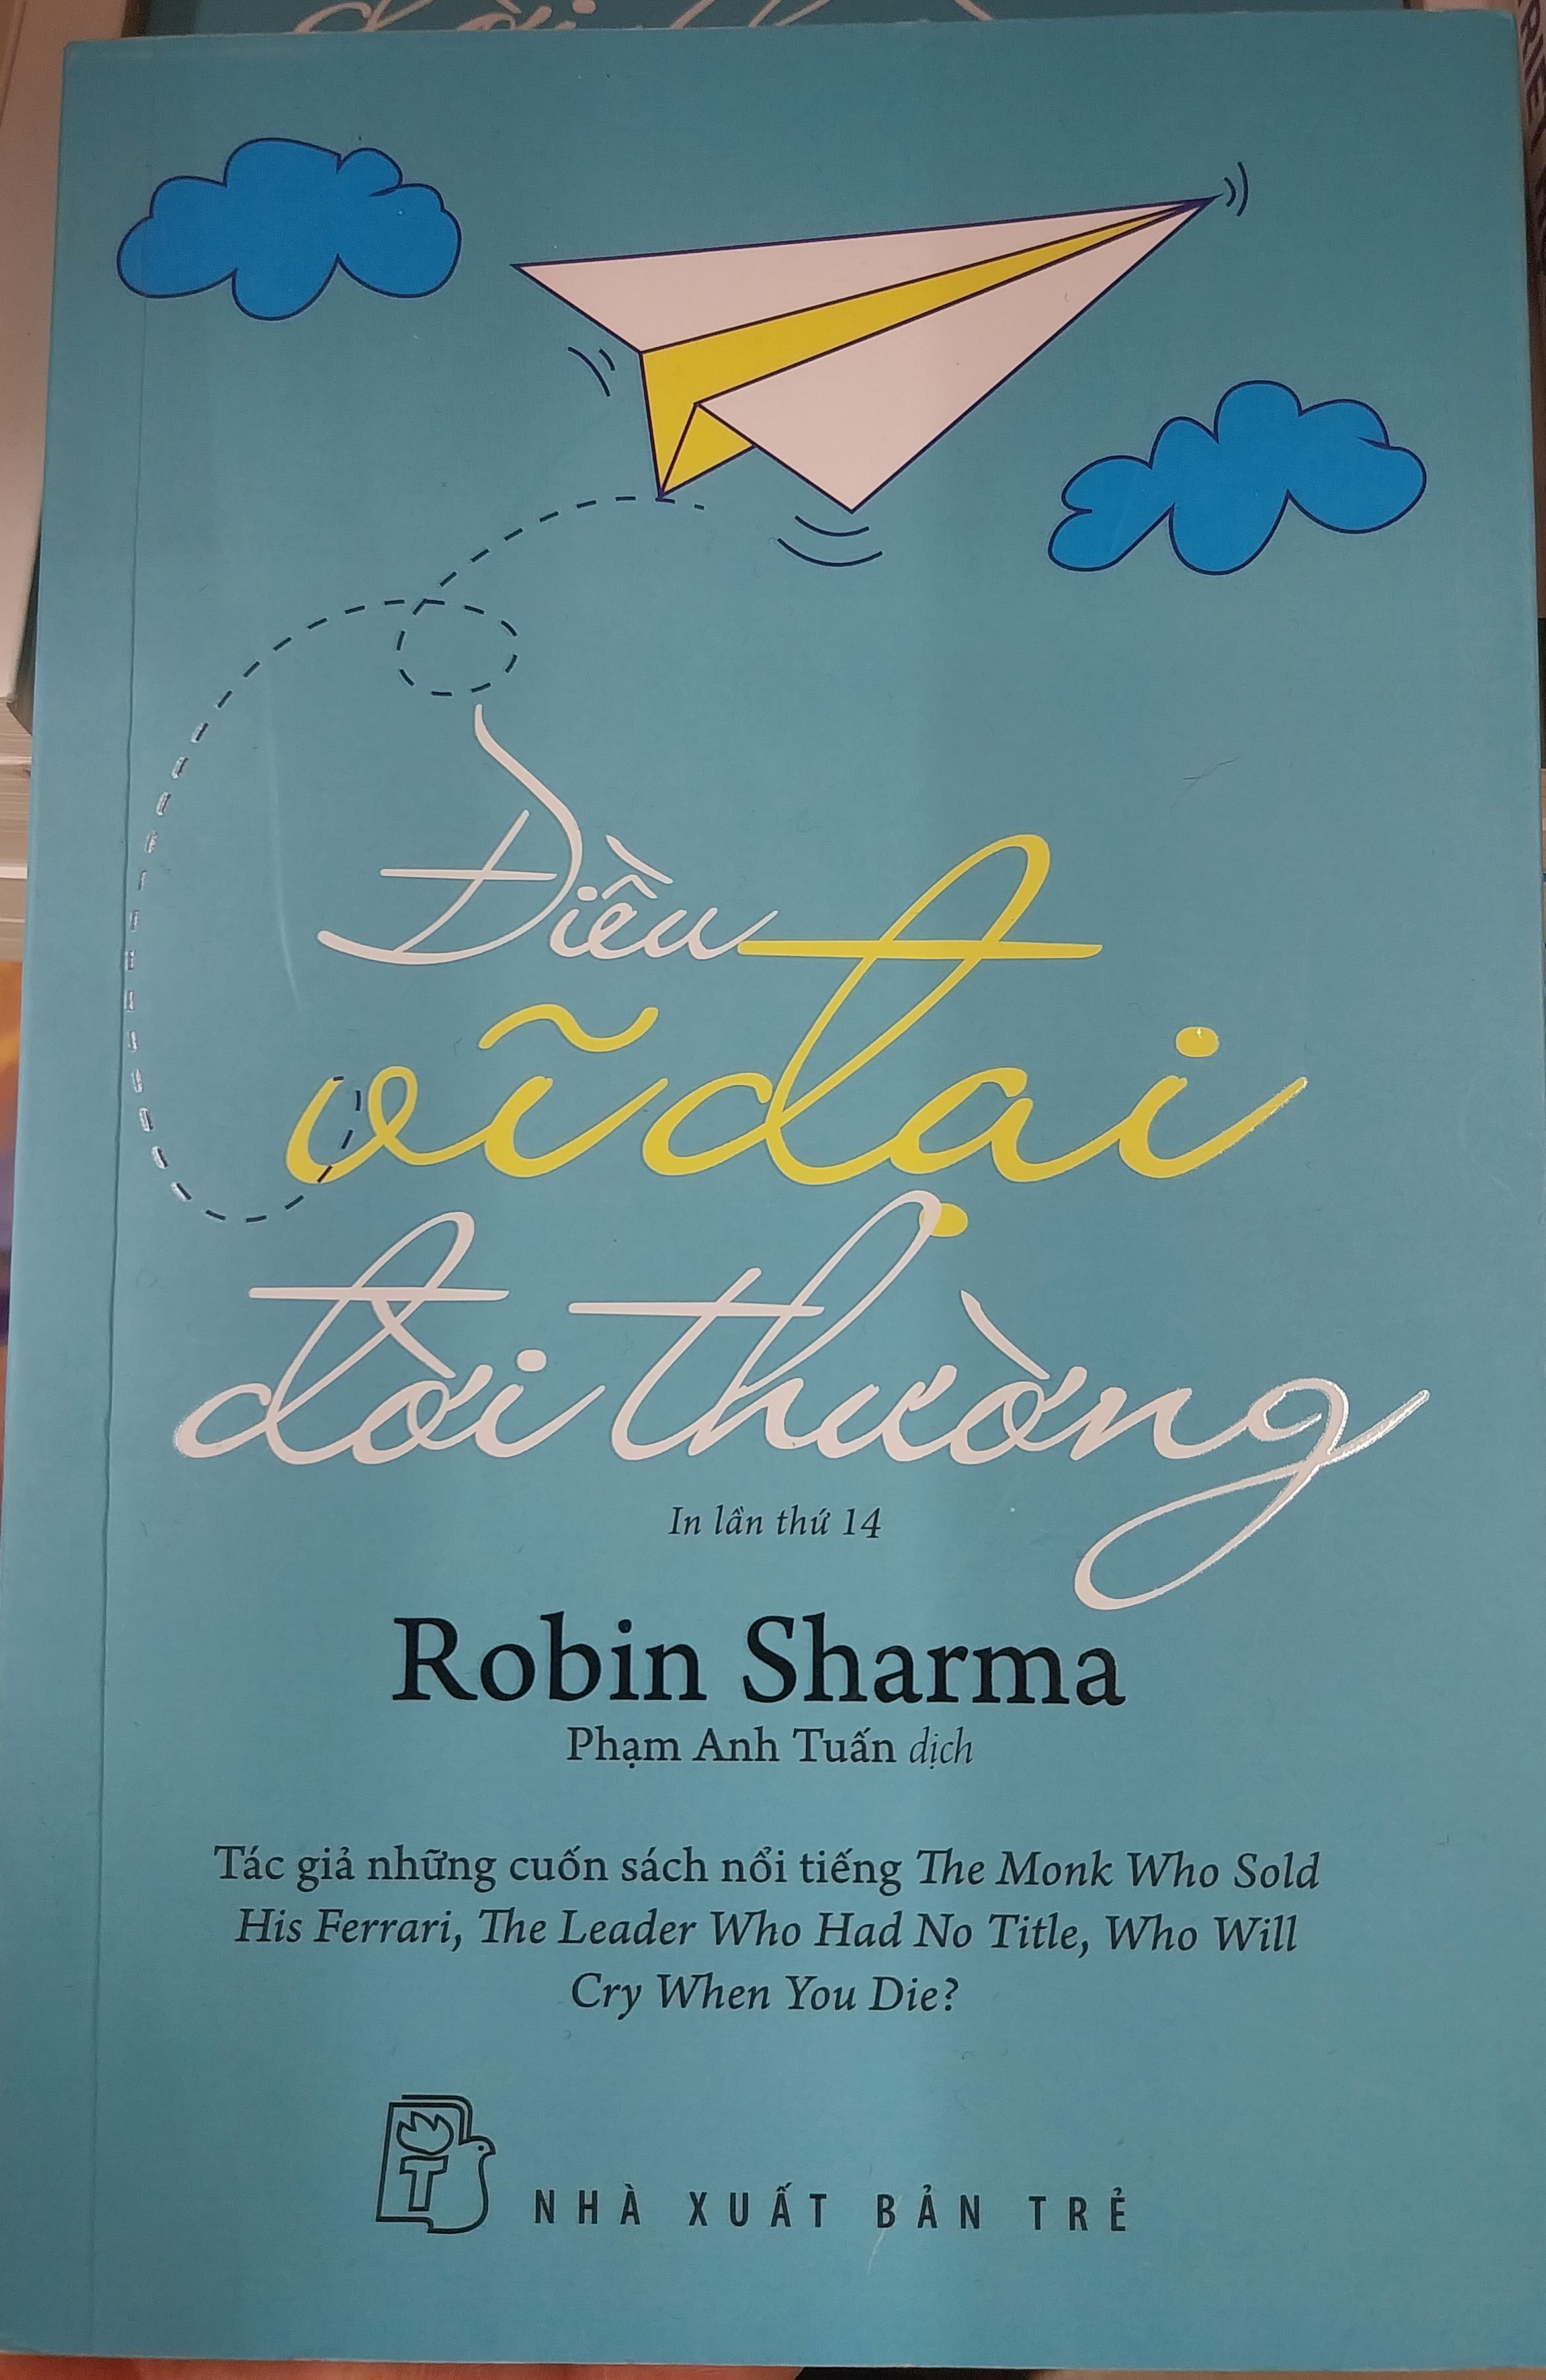 Điều
vĩ đại
đời thường
In lần thứ 14
Robin Sharma
Phạm Anh Tuấn dịch
Tác giả những cuốn sách nổi tiếng The Monk Who Sold
His Ferrari, The Leader Who Had No Title, Who Will
Cry When You Die?
T
NHÀ XUẤT BẢN TRẺ